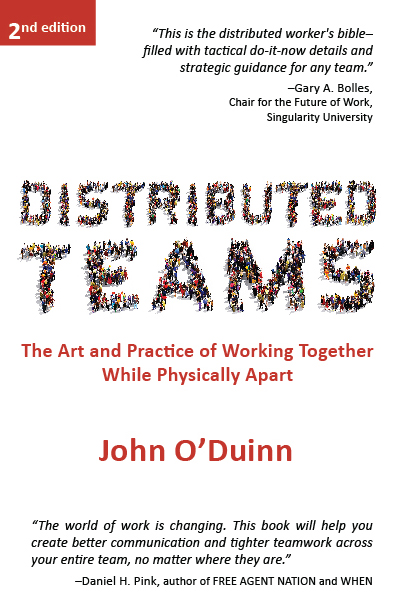 2nd edition
“This is the distributed worker's bible–
filled with tactical do-it-now details and
strategic guidance for any team.”
–Gary A. Bolles,
Chair for the Future of Work,
Singularity University
DISTRIBUTED
TEAMS
The Art and Practice of Working Together
While Physically Apart
John O’Duinn
“The world of work is changing. This book will help you
create better communication and tighter teamwork across
your entire team, no matter where they are.”
–Daniel H. Pink, author of FREE AGENT NATION and WHEN